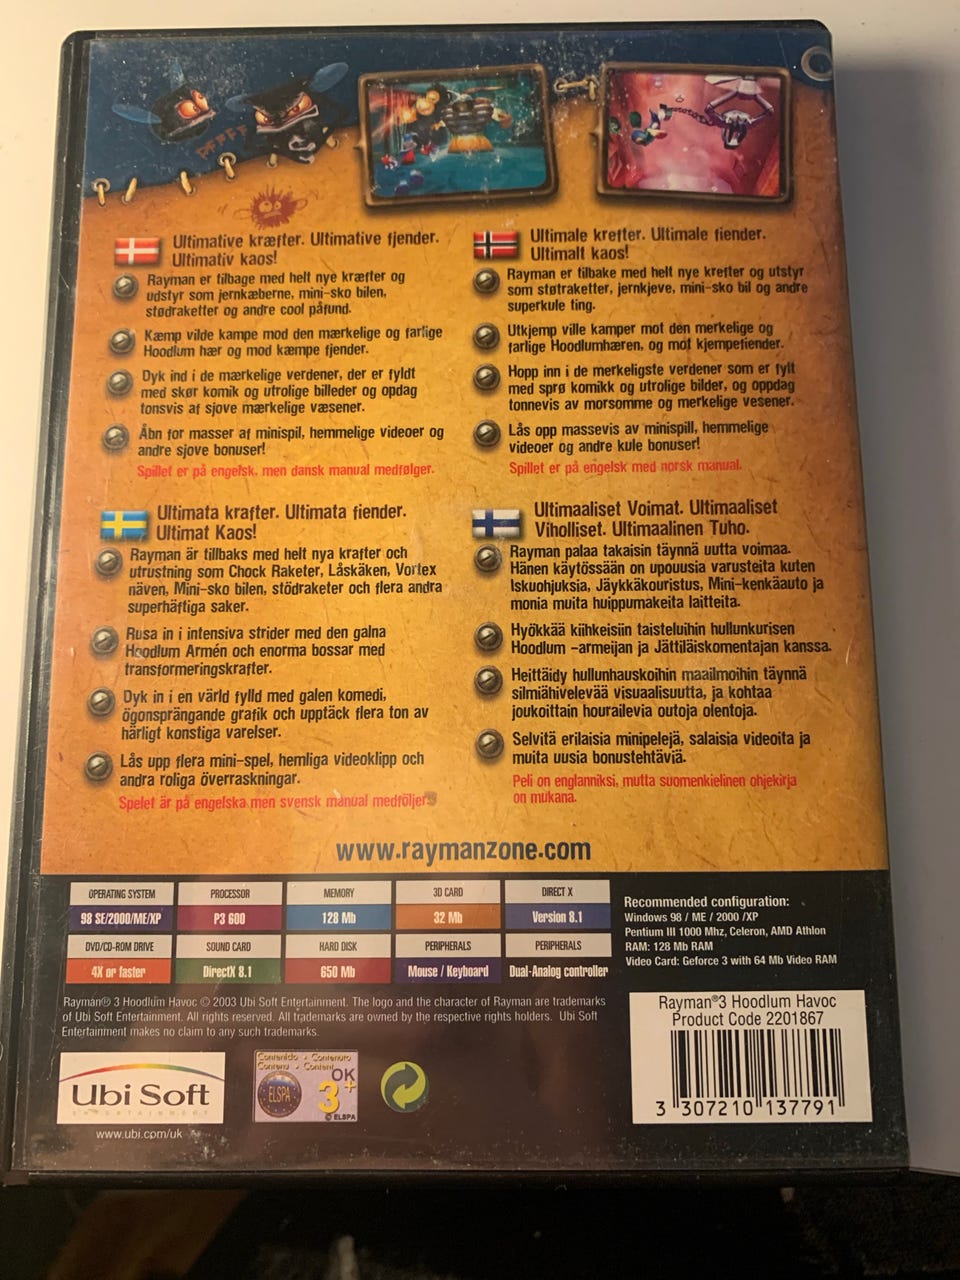 PFFFFF
Ultimative kræfter. Ultimative fjender.
Ultimativ kaos!
Rayman er tilbage med helt nye kræfter og
udstyr som jernkæberne, mini-sko bilen,
stødraketter og andre cool påfund.
Kæmp vilde kampe mod den mærkelige og farlige
Hoodlum hær og mod kæmpe fjender.
Dyk ind i de mærkelige verdener, der er fyldt
med skør komik og utrolige billeder og opdag
tonsvis af sjove mærkelige væsener.
Åbn for masser af minispil, hemmelige videoer og
andre sjove bonuser!
Spillet er på engelsk, men dansk manual medfølger.
Ultimale krefter. Ultimale fiender.
Ultimalt kaos!
Rayman er tilbake med helt nye krefter og utstyr
som støtraketter, jernkjeve, mini-sko bil og andre
superkule ting.
Utkjemp ville kamper mot den merkelige og
farlige Hoodlumhæren, og mot kjempefiender.
Hopp inn i de merkeligste verdener som er fylt
med sprø komikk og utrolige bilder, og oppdag
tonnevis av morsomme og merkelige vesener.
Lås opp massevis av minispill, hemmelige
videoer og andre kule bonuser!
Spillet er på engelsk med norsk manual.
Ultimata krafter. Ultimata fiender.
Ultimat Kaos!
Rayman är tillbaks med helt nya krafter och
utrustning som Chock Raketer, Låskäken, Vortex
näven, Mini-sko bilen, stödraketer och flera andra
superhäftiga saker.
Rusa in i intensiva strider med den galna
Hoodlum Armén och enorma bossar med
transformeringskrafter.
Dyk in i en värld fylld med galen komedi,
ögonsprängande grafik och upptäck flera ton av
härligt konstiga varelser.
Lås upp flera mini-spel, hemliga videoklipp och
andra roliga överraskningar.
Spelet är på engelska men svensk manual medföljer
Ultimaaliset Voimat. Ultimaaliset
Viholliset. Ultimaalinen Tuho.
Rayman palaa takaisin täynnä uutta voimaa.
Hänen käytössään on upouusia varusteita kuten
Iskuohjuksia, Jäykkäkouristus, Mini-kenkäauto ja
monia muita huippumakeita laitteita.
Hyökkää kiihkeisiin taisteluihin hullunkurisen
Hoodlum -armeijan ja Jättiläiskomentajan kanssa.
Heittäidy hullunhauskoihin maailmoihin täynnä
silmiähivelevää visuaalisuutta, ja kohtaa
joukoittain hourailevia outoja olentoja.
Selvitä erilaisia minipelejä, salaisia videoita ja
muita uusia bonustehtäviä.
Peli on englanniksi, mutta suomenkielinen ohjekirja
on mukana.
www.raymanzone.com
OPERATING SYSTEM PROCESSOR MEMORY 3D CARD DIRECT X
98 SE/2000/ME/XP P3 600 128 Mb 32 Mb Version 8.1
DVD/CD-ROM DRIVE SOUND CARD HARD DISK PERIPHERALS PERIPHERALS
4X or faster DirectX 8.1 650 Mb Mouse / Keyboard Dual-Analog controller
Recommended configuration:
Windows 98 / ME / 2000 /XP
Pentium III 1000 Mhz, Celeron, AMD Athlon
RAM: 128 Mb RAM
Video Card: Geforce 3 with 64 Mb Video RAM
Rayman® 3 Hoodlum Havoc © 2003 Ubi Soft Entertainment. The logo and the character of Rayman are trademarks
of Ubi Soft Entertainment. All rights reserved. All trademarks are owned by the respective rights holders. Ubi Soft
Entertainment makes no claim to any such trademarks.
Ubi Soft
ENTERTAINMENT
www.ubi.com/uk
Contenido • Contenuto
Contenu • Content
OK
ELSPA
3+
© ELSPA
Rayman®3 Hoodlum Havoc
Product Code 2201867
3 307210 137791